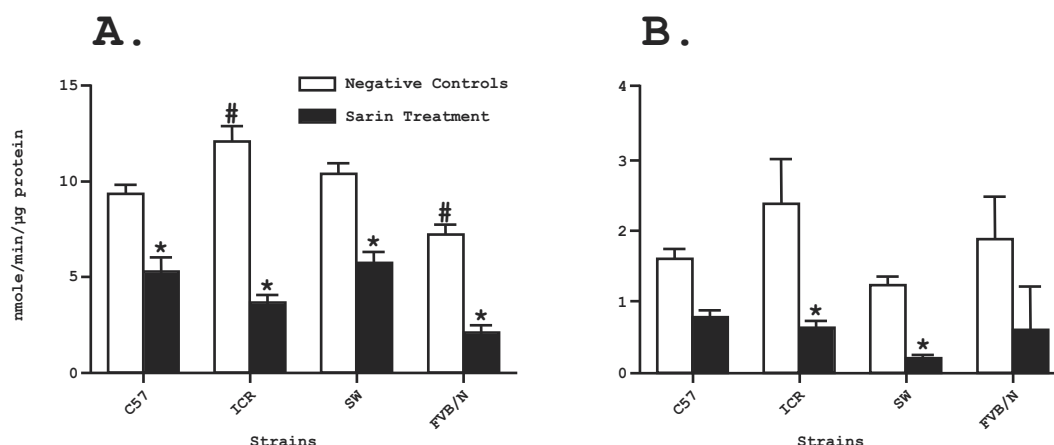 A.
B.
Negative Controls
Sarin Treatment
nmole/min/µg protein
15
10
5
0
#
*
*
#
*
*
C57
ICR
SW
FVB/N
Strains
4
3
2
1
0
*
*
C57
ICR
SW
FVB/N
Strains